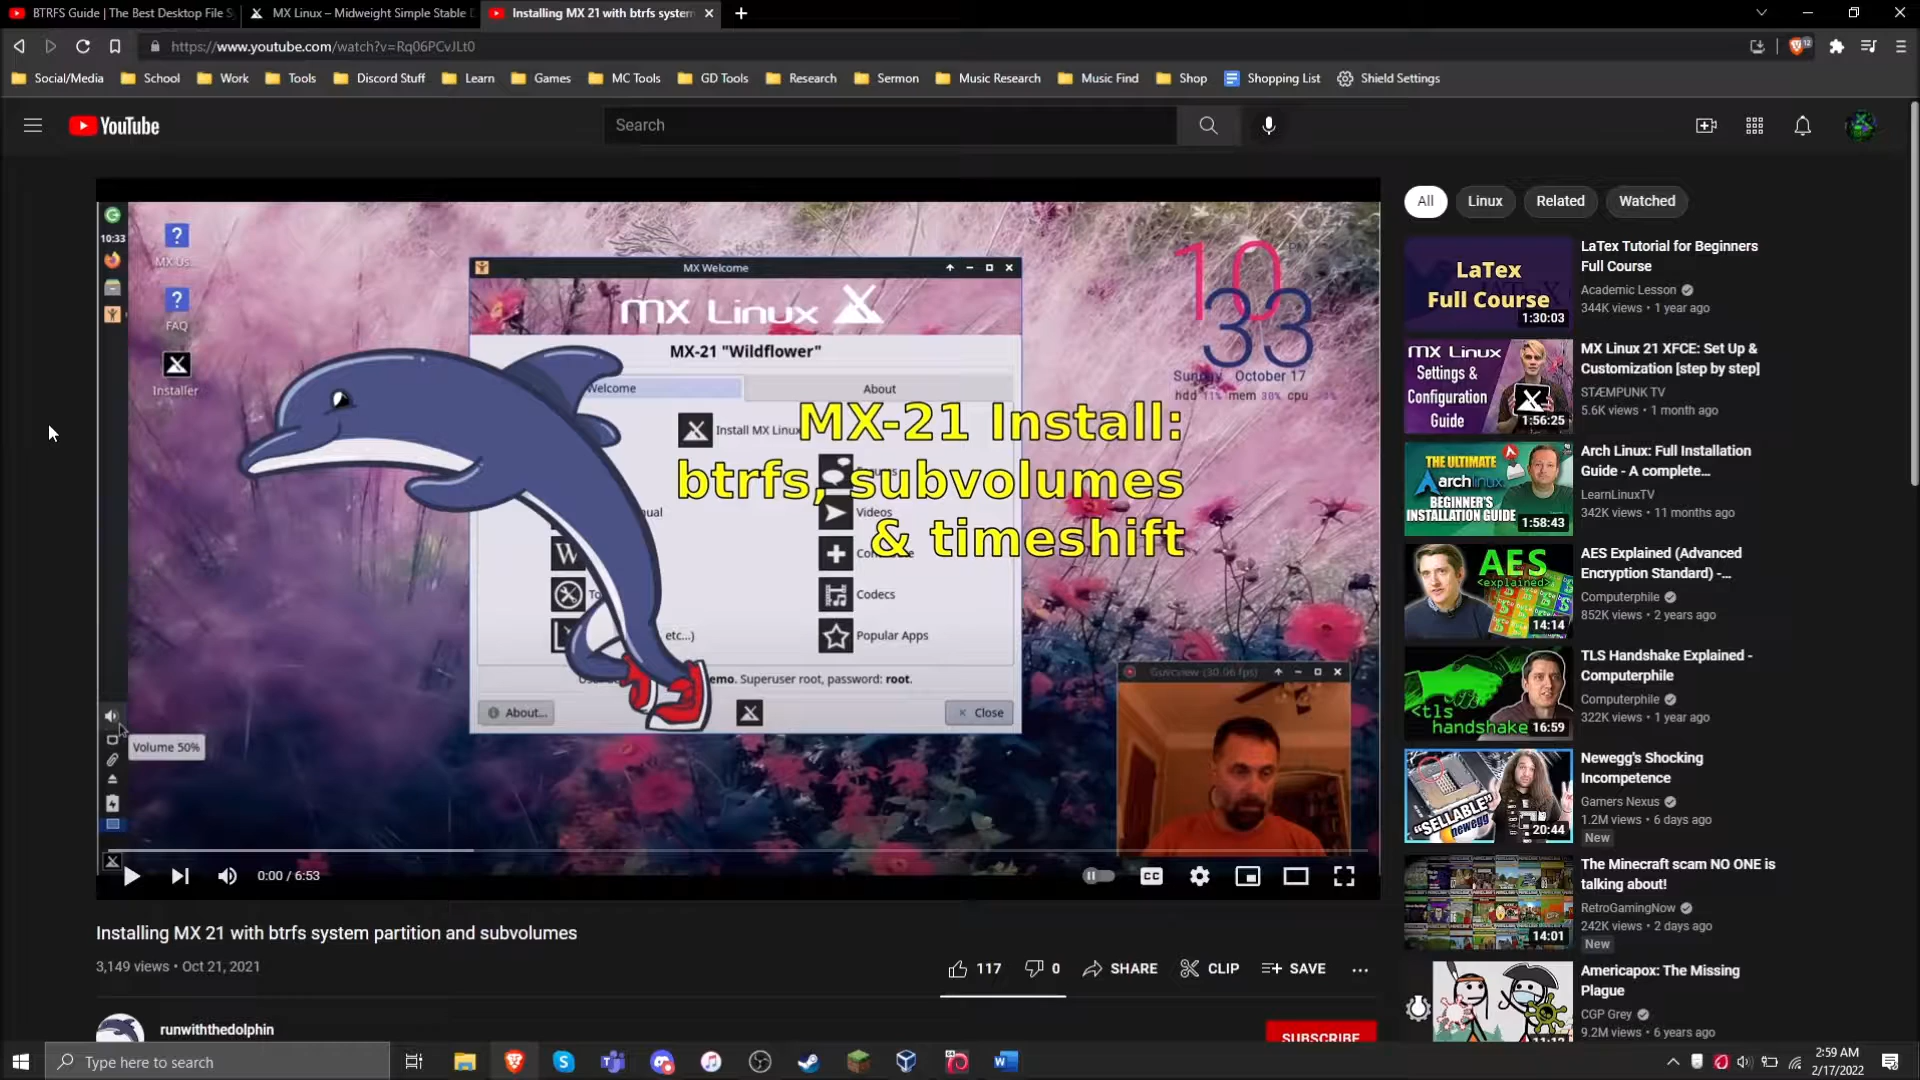 BTRFS Guide | The Best Desktop File S
MX Linux – Midweight Simple Stable
Installing MX 21 with btrfs system
https://www.youtube.com/watch?v=Rq06PCvJLt0
12
Social/Media
School
Work
Tools
Discord Stuff
Learn
Games
MC Tools
GD Tools
Research
Sermon
Music Research
Music Find
Shop
Shopping List
Shield Settings
YouTube
Search
10:33
MX Us...
FAQ
Installer
MX Welcome
MX Linux
MX-21 "Wildflower"
Welcome
About
Install MX Linux
Videos
Codecs
etc...)
Popular Apps
emo. Superuser root, password: root.
About...
Close
10
33
Sunday October 17
hdd 11% mem 30% cpu
MX-21 Install:
btrfs, subvolumes
& timeshift
Guvcview (30.06 fps)
Volume 50%
0:00 / 6:53
CC
Installing MX 21 with btrfs system partition and subvolumes
3,149 views • Oct 21, 2021
117
0
SHARE
CLIP
SAVE
runwiththedolphin
SUBSCRIBE
All
Linux
Related
Watched
LaTex
Full Course
1:30:03
LaTex Tutorial for Beginners
Full Course
Academic Lesson
344K views • 1 year ago
MX Linux
Settings &
Configuration
Guide
1:56:25
MX Linux 21 XFCE: Set Up &
Customization [step by step]
STÆMPUNK TV
5.6K views • 1 month ago
THE ULTIMATE
archlinux
BEGINNER'S
INSTALLATION GUIDE
1:58:43
Arch Linux: Full Installation
Guide - A complete...
LearnLinuxTV
342K views • 11 months ago
AES
<explained>
14:14
AES Explained (Advanced
Encryption Standard) -...
Computerphile
852K views • 2 years ago
<tls
handshake
16:59
TLS Handshake Explained -
Computerphile
Computerphile
322K views • 1 year ago
"SELLABLE"
newegg
20:44
Newegg's Shocking
Incompetence
Gamers Nexus
1.2M views • 6 days ago
New
14:01
The Minecraft scam NO ONE is
talking about!
RetroGamingNow
242K views • 2 days ago
New
Americapox: The Missing
Plague
CGP Grey
9.2M views • 6 years ago
Type here to search
2:59 AM
2/17/2022